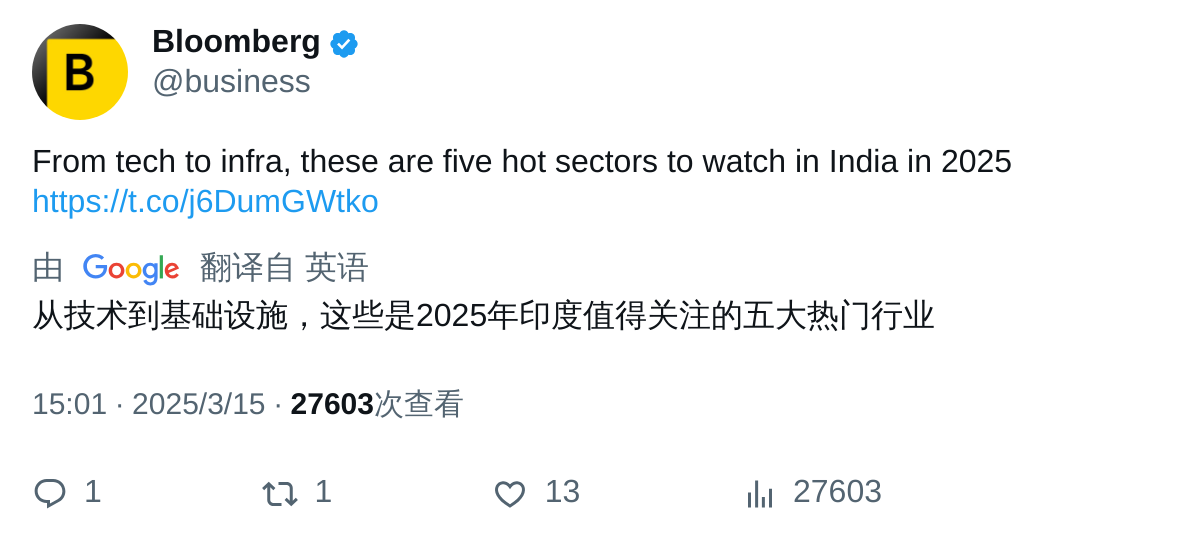 B
Bloomberg
@business
From tech to infra, these are five hot sectors to watch in India in 2025
https://t.co/j6DumGWtko
由 Google 翻译自 英语
从技术到基础设施，这些是2025年印度值得关注的五大热门行业
15:01 · 2025/3/15 · 27603次查看
1 1 13 27603